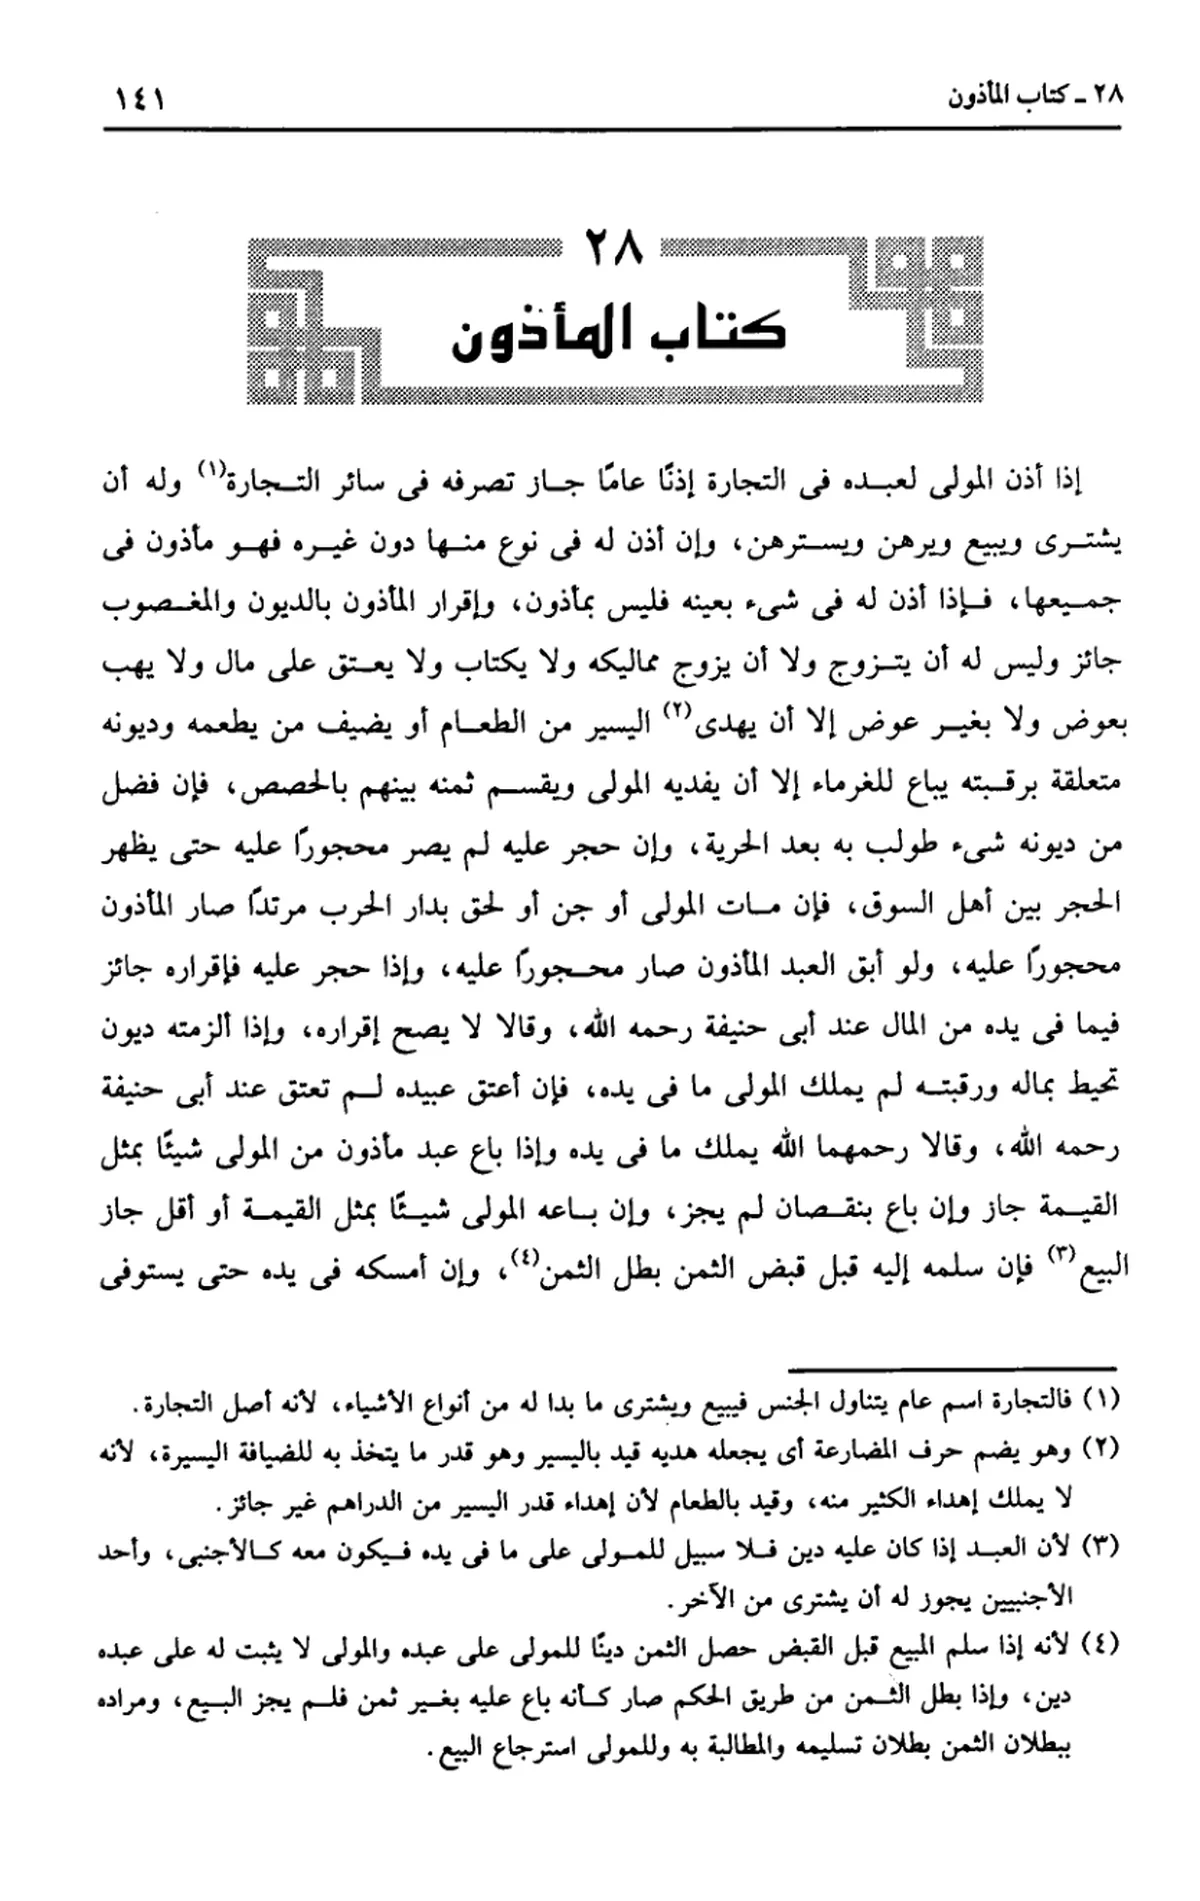 ٢٨ - كتاب المأذون
١٤١
٢٨
كتاب المأذون
إذا أذن المولى لعبده فى التجارة إذنًا عامًا جاز تصرفه فى سائر التجارة(١) وله أن
يشترى ويبيع ويرهن ويسترهن، وإن أذن له فى نوع منها دون غيره فهو مأذون فى
جميعها، فإذا أذن له فى شىء بعينه فليس بمأذون، وإقرار المأذون بالديون والمغصوب
جائز وليس له أن يتزوج ولا أن يزوج مماليكه ولا يكتاب ولا يعتق على مال ولا يهب
بعوض ولا بغير عوض إلا أن يهدى(٢) اليسير من الطعام أو يضيف من يطعمه وديونه
متعلقة برقبته يباع للغرماء إلا أن يفديه المولى ويقسم ثمنه بينهم بالحصص، فإن فضل
من ديونه شىء طولب به بعد الحرية، وإن حجر عليه لم يصر محجورًا عليه حتى يظهر
الحجر بين أهل السوق، فإن مات المولى أو جن أو لحق بدار الحرب مرتدًا صار المأذون
محجورًا عليه، ولو أبق العبد المأذون صار محجورًا عليه، وإذا حجر عليه فإقراره جائز
فيما فى يده من المال عند أبى حنيفة رحمه الله، وقالا لا يصح إقراره، وإذا ألزمته ديون
تحيط بماله ورقبته لم يملك المولى ما فى يده، فإن أعتق عبيده لم تعتق عند أبى حنيفة
رحمه الله، وقالا رحمهما الله يملك ما فى يده وإذا باع عبد مأذون من المولى شيئًا بمثل
القيمة جاز وإن باع بنقصان لم يجز، وإن باعه المولى شيئًا بمثل القيمة أو أقل جاز
البيع(٣) فإن سلمه إليه قبل قبض الثمن بطل الثمن(٤)، وإن أمسكه فى يده حتى يستوفى
(١) فالتجارة اسم عام يتناول الجنس فيبيع ويشترى ما بدا له من أنواع الأشياء، لأنه أصل التجارة.
(٢) وهو يضم حرف المضارعة أى يجعله هديه قيد باليسير وهو قدر ما يتخذ به للضيافة اليسيرة، لأنه
لا يملك إهداء الكثير منه، وقيد بالطعام لأن إهداء قدر اليسير من الدراهم غير جائز.
(٣) لأن العبد إذا كان عليه دين فلا سبيل للمولى على ما فى يده فيكون معه كالأجنبى، وأحد
الأجنبيين يجوز له أن يشترى من الآخر.
(٤) لأنه إذا سلم المبيع قبل القبض حصل الثمن دينًا للمولى على عبده والمولى لا يثبت له على عبده
دين، وإذا بطل الثمن من طريق الحكم صار كأنه باع عليه بغير ثمن فلم يجز البيع، ومراده
ببطلان الثمن بطلان تسليمه والمطالبة به وللمولى استرجاع البيع.